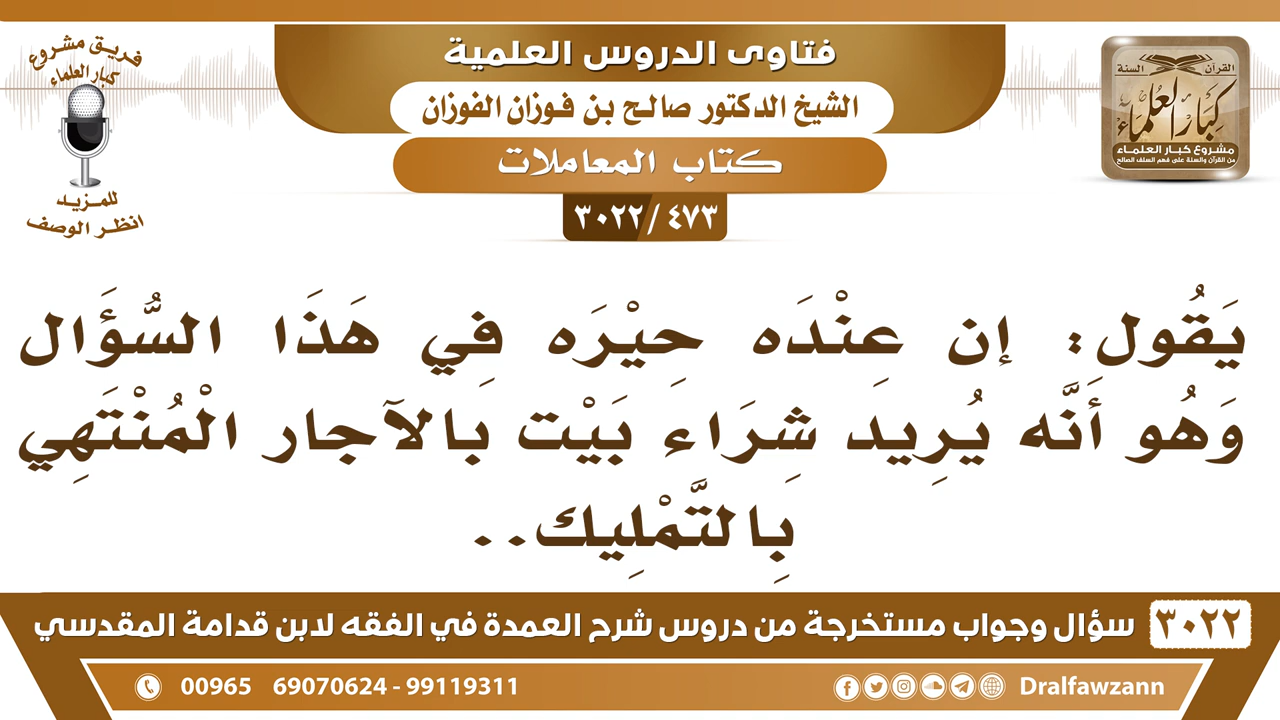 فتاوى الدروس العلمية
الشيخ الدكتور صالح بن فوزان الفوزان
كتاب المعاملات
٤٧٣ / ٣٠٢٢
القرآن السنة
كبار العلماء
مشروع كبار العلماء
من القرآن والسنة على فهم السلف الصالح
فريق مشروع
كبار العلماء
للمزيد
انظر الوصف
يَقُول: إن عنْدَه حيْرَه فِي هَذَا السُّؤَال
وَهُو أَنَّه يُرِيدَ شِرَاءِ بَيْت بالآجار الْمُنْتَهِي
بِالتَّمْلِيك..
٣٠٢٢ سؤال وجواب مستخرجة من دروس شرح العمدة في الفقه لابن قدامة المقدسي
00965 69070624 - 99119311
Dralfawzann